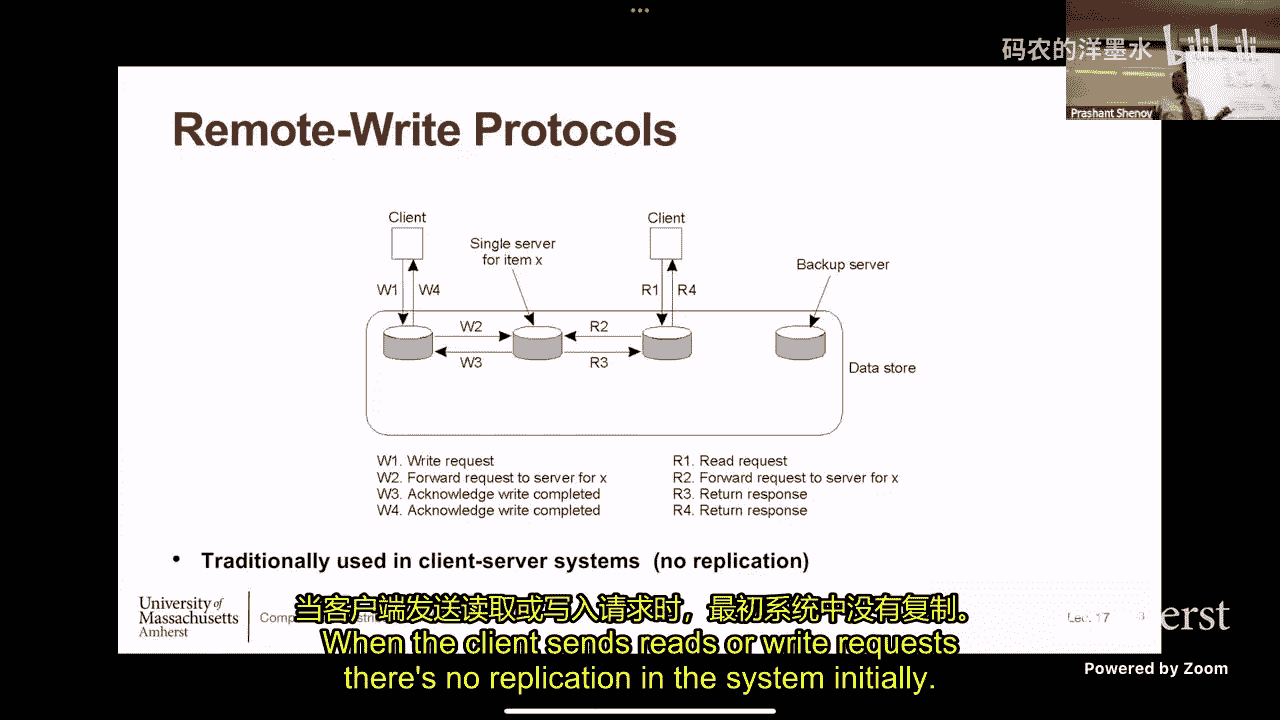 码农的洋墨水 bilibili
Prashant Shenoy
Remote-Write Protocols
Client
Client
Single server
for item x
Backup server
W1
W4
R1
R4
W2
R2
W3
R3
Data store
W1. Write request
W2. Forward request to server for x
W3. Acknowledge write completed
W4. Acknowledge write completed
R1. Read request
R2. Forward request to server for x
R3. Return response
R4. Return response
• Traditionally used in client-server systems (no replication)
University of
Massachusetts
Amherst
Lec. 17
3
erst
当客户端发送读取或写入请求时，最初系统中没有复制。
When the client sends reads or write requests
there's no replication in the system initially.
Powered by Zoom